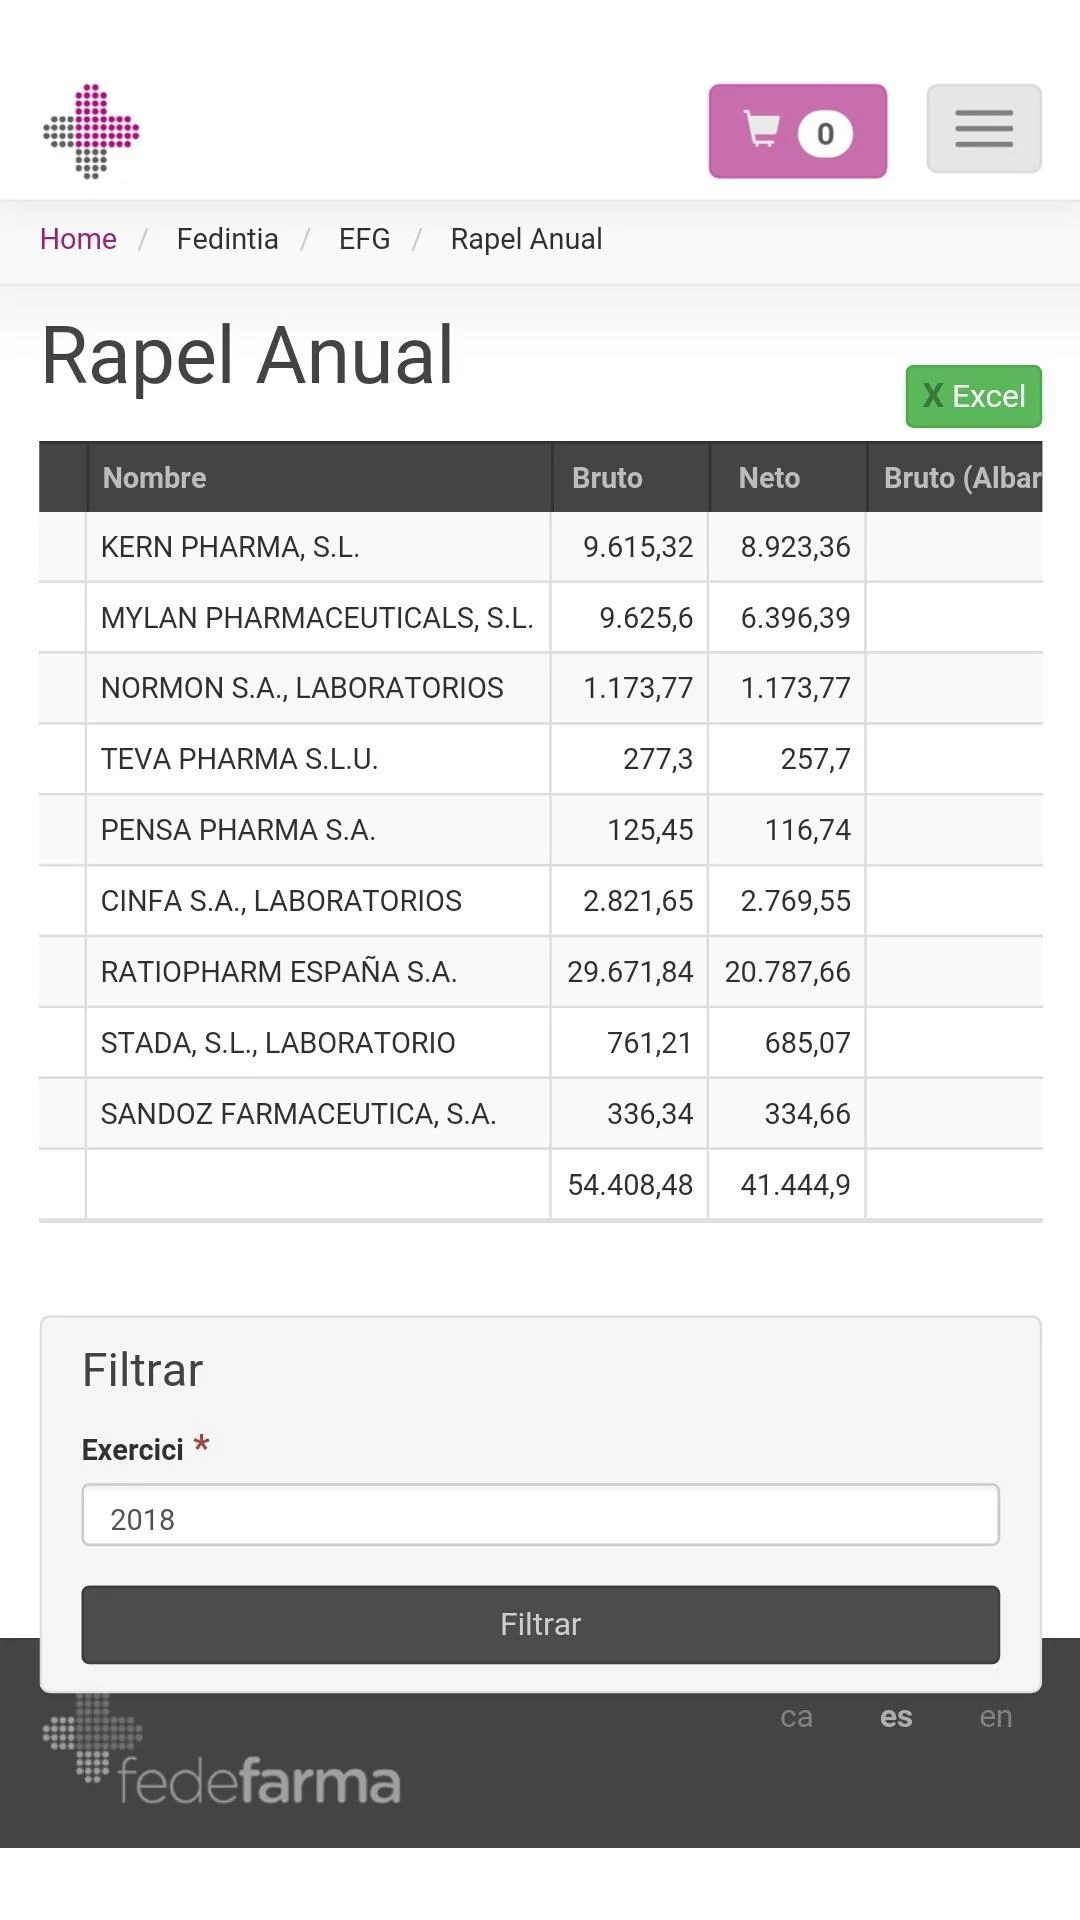 0
Home / Fedintia / EFG / Rapel Anual
Rapel Anual
X Excel
Nombre Bruto Neto Bruto (Albar
KERN PHARMA, S.L. 9.615,32 8.923,36
MYLAN PHARMACEUTICALS, S.L. 9.625,6 6.396,39
NORMON S.A., LABORATORIOS 1.173,77 1.173,77
TEVA PHARMA S.L.U. 277,3 257,7
PENSA PHARMA S.A. 125,45 116,74
CINFA S.A., LABORATORIOS 2.821,65 2.769,55
RATIOPHARM ESPAÑA S.A. 29.671,84 20.787,66
STADA, S.L., LABORATORIO 761,21 685,07
SANDOZ FARMACEUTICA, S.A. 336,34 334,66
54.408,48 41.444,9
Filtrar
Exercici *
2018
Filtrar
ca es en
fedefarma